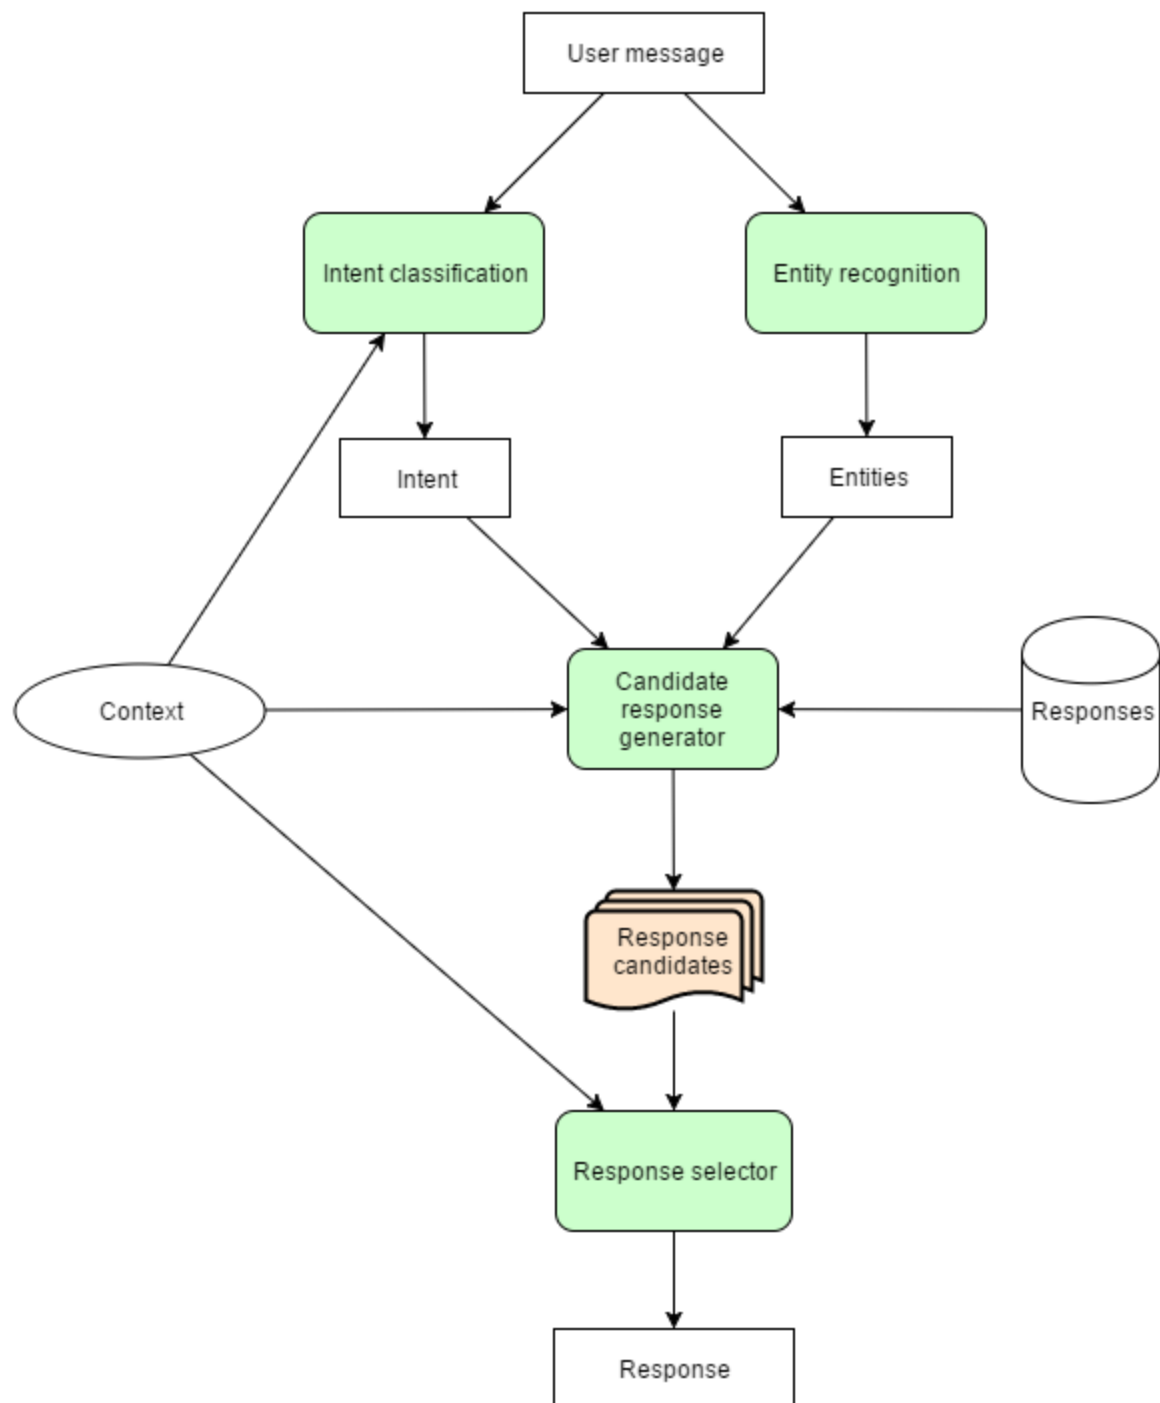 User message
Intent classification
Entity recognition
Intent
Entities
Context
Candidate
response
generator
Responses
Response
candidates
Response selector
Response